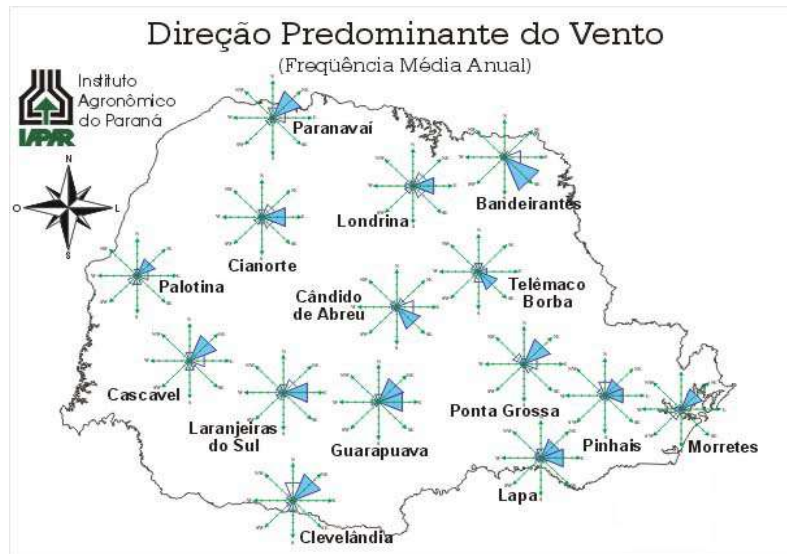 Direção Predominante do Vento
(Freqüência Média Anual)
Instituto
Agronômico
do Paraná
IAPAR
N
O
L
S
Paranavaí
Bandeirantes
Londrina
Cianorte
Palotina
Telêmaco
Borba
Cândido
de Abreu
Cascavel
Laranjeiras
do Sul
Guarapuava
Ponta Grossa
Pinhais
Morretes
Lapa
Clevelândia